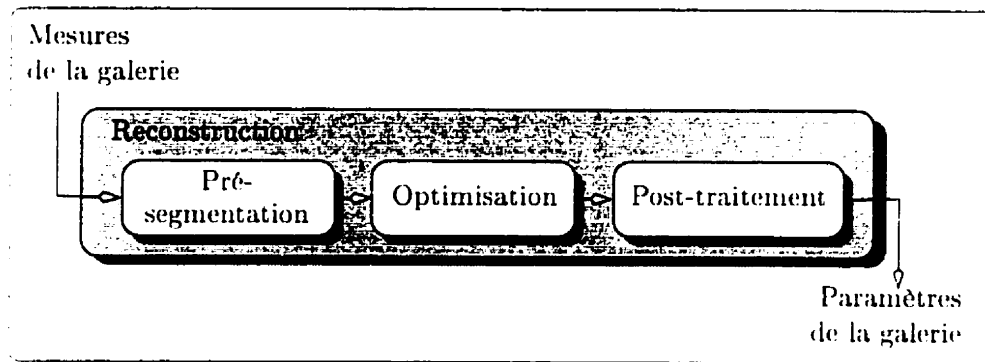 Mesures
de la galerie
Reconstruction
Pré-
segmentation
Optimisation
Post-traitement
Paramètres
de la galerie